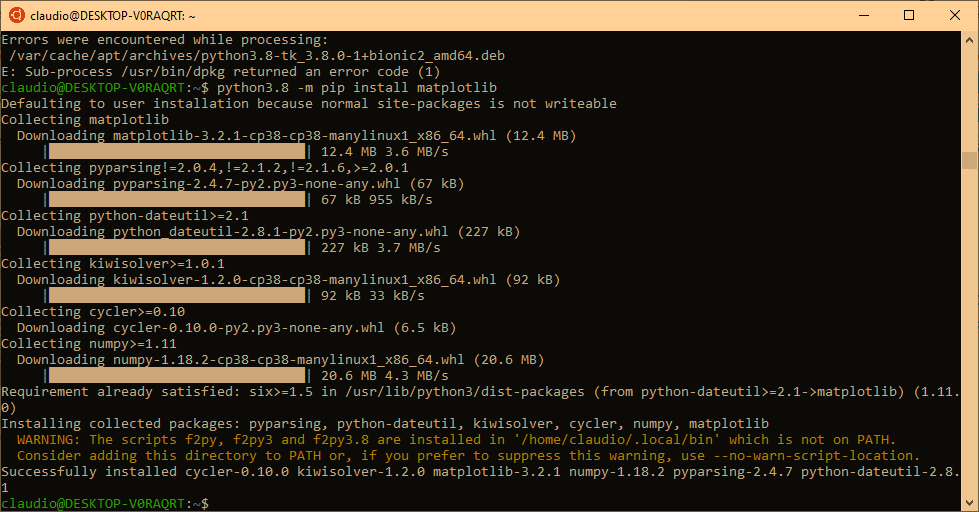 claudio@DESKTOP-V0RAQRT: ~
Errors were encountered while processing:
/var/cache/apt/archives/python3.8-tk_3.8.0-1+bionic2_amd64.deb
E: Sub-process /usr/bin/dpkg returned an error code (1)
claudio@DESKTOP-V0RAQRT:~$ python3.8 -m pip install matplotlib
Defaulting to user installation because normal site-packages is not writeable
Collecting matplotlib
Downloading matplotlib-3.2.1-cp38-cp38-manylinux1_x86_64.whl (12.4 MB)
| | 12.4 MB 3.6 MB/s
Collecting pyparsing!=2.0.4,!=2.1.2,!=2.1.6,>=2.0.1
Downloading pyparsing-2.4.7-py2.py3-none-any.whl (67 kB)
| | 67 kB 955 kB/s
Collecting python-dateutil>=2.1
Downloading python_dateutil-2.8.1-py2.py3-none-any.whl (227 kB)
| | 227 kB 3.7 MB/s
Collecting kiwisolver>=1.0.1
Downloading kiwisolver-1.2.0-cp38-cp38-manylinux1_x86_64.whl (92 kB)
| | 92 kB 33 kB/s
Collecting cycler>=0.10
Downloading cycler-0.10.0-py2.py3-none-any.whl (6.5 kB)
Collecting numpy>=1.11
Downloading numpy-1.18.2-cp38-cp38-manylinux1_x86_64.whl (20.6 MB)
| | 20.6 MB 4.3 MB/s
Requirement already satisfied: six>=1.5 in /usr/lib/python3/dist-packages (from python-dateutil>=2.1->matplotlib) (1.11.
0)
Installing collected packages: pyparsing, python-dateutil, kiwisolver, cycler, numpy, matplotlib
WARNING: The scripts f2py, f2py3 and f2py3.8 are installed in '/home/claudio/.local/bin' which is not on PATH.
Consider adding this directory to PATH or, if you prefer to suppress this warning, use --no-warn-script-location.
Successfully installed cycler-0.10.0 kiwisolver-1.2.0 matplotlib-3.2.1 numpy-1.18.2 pyparsing-2.4.7 python-dateutil-2.8.
1
claudio@DESKTOP-V0RAQRT:~$